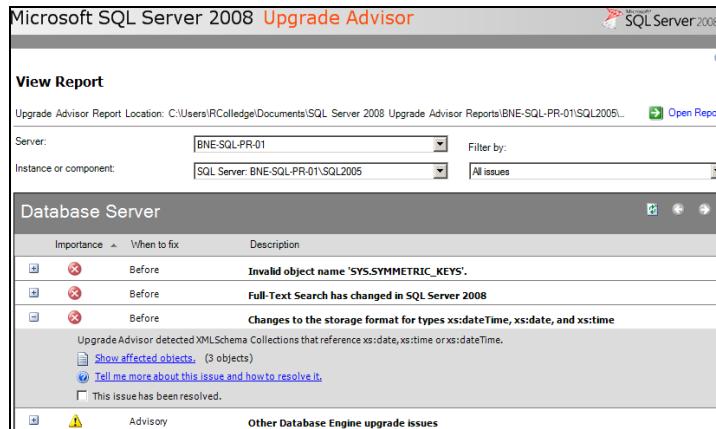 Microsoft SQL Server 2008 Upgrade Advisor
Microsoft
SQL Server 2008
View Report
Upgrade Advisor Report Location: C:\Users\RColledge\Documents\SQL Server 2008 Upgrade Advisor Reports\BNE-SQL-PR-01\SQL2005\...
Open Repo
Server:
BNE-SQL-PR-01
Filter by:
Instance or component:
SQL Server: BNE-SQL-PR-01\SQL2005
All issues
Database Server
Importance When to fix Description
Before Invalid object name 'SYS.SYMMETRIC_KEYS'.
Before Full-Text Search has changed in SQL Server 2008
Before Changes to the storage format for types xs:dateTime, xs:date, and xs:time
Upgrade Advisor detected XMLSchema Collections that reference xs:date, xs:time or xs:dateTime.
Show affected objects. (3 objects)
Tell me more about this issue and how to resolve it.
This issue has been resolved.
Advisory Other Database Engine upgrade issues